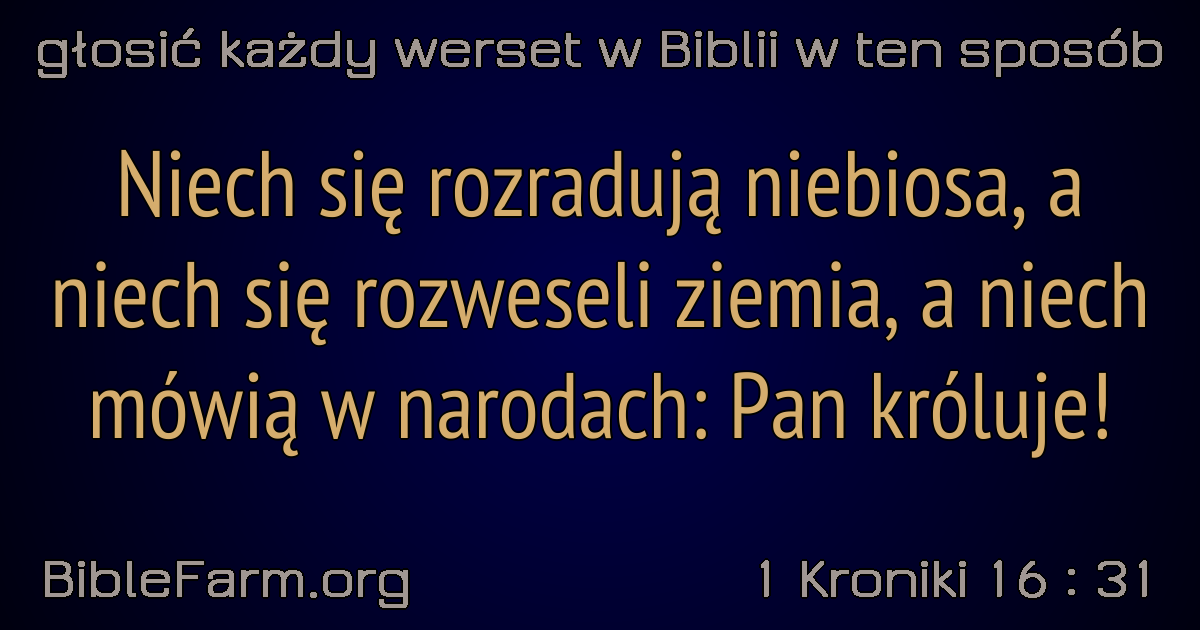 głosić każdy werset w Biblii w ten sposób
Niech się rozradują niebiosa, a
niech się rozweseli ziemia, a niech
mówią w narodach: Pan króluje!
BibleFarm.org
1 Kroniki 16 : 31